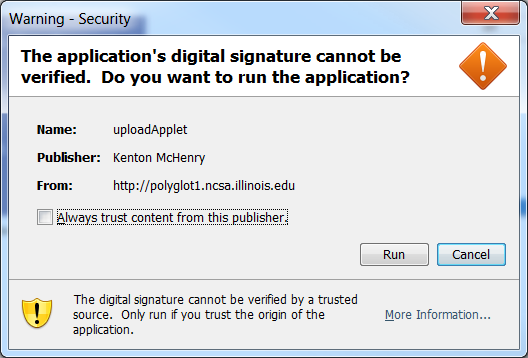 Warning - Security
The application's digital signature cannot be
verified. Do you want to run the application?
Name: uploadApplet
Publisher: Kenton McHenry
From: http://polyglot1.ncsa.illinois.edu
Always trust content from this publisher.
Run Cancel
The digital signature cannot be verified by a trusted
source. Only run if you trust the origin of the
application.
More Information...